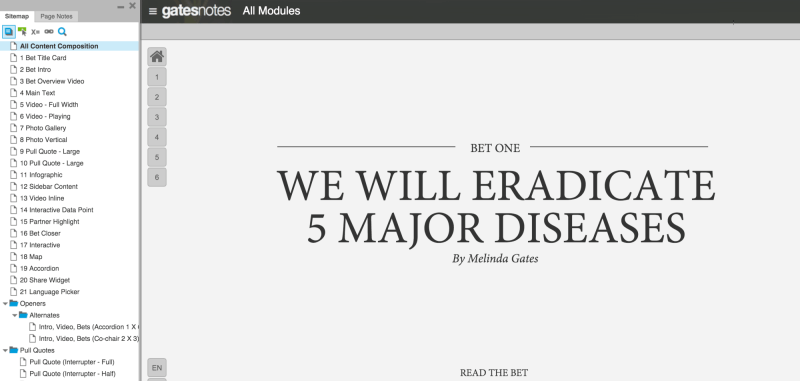 Sitemap
Page Notes
X=
All Content Composition
1 Bet Title Card
2 Bet Intro
3 Bet Overview Video
4 Main Text
5 Video - Full Width
6 Video - Playing
7 Photo Gallery
8 Photo Vertical
9 Pull Quote - Large
10 Pull Quote - Large
11 Infographic
12 Sidebar Content
13 Video Inline
14 Interactive Data Point
15 Partner Highlight
16 Bet Closer
17 Interactive
18 Map
19 Accordion
20 Share Widget
21 Language Picker
Openers
Alternates
Intro, Video, Bets (Accordion 1 X
Intro, Video, Bets (Co-chair 2 X 3)
Pull Quotes
Pull Quote (Interrupter - Full)
Pull Quote (Interrupter - Half)
gatesnotes All Modules
1
2
3
4
5
6
EN
BET ONE
WE WILL ERADICATE
5 MAJOR DISEASES
By Melinda Gates
READ THE BET